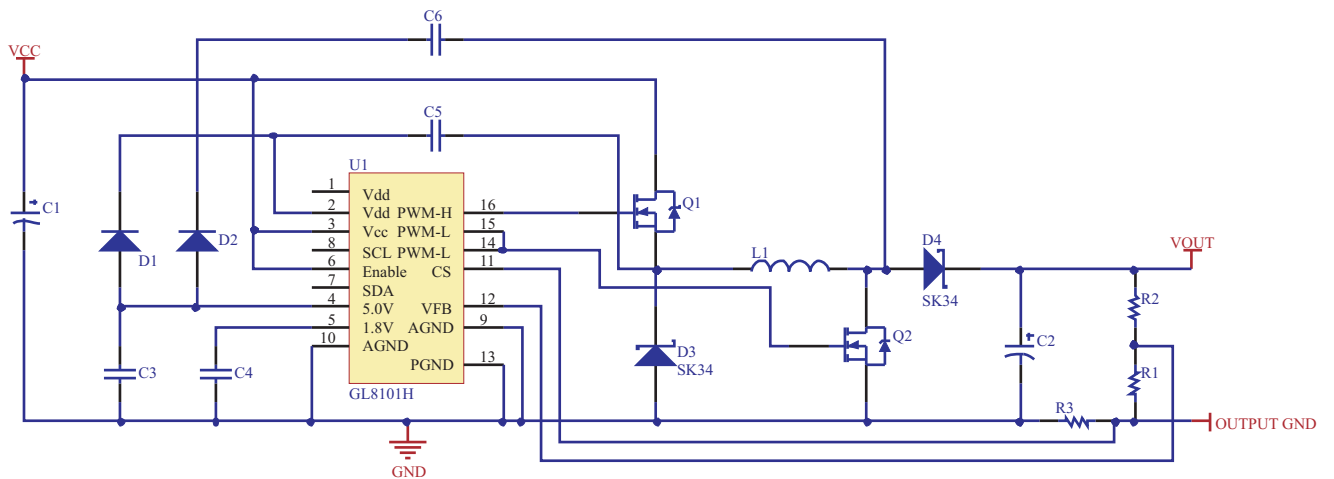 C6
VCC
C5
U1
1 Vdd
2 Vdd PWM-H 16
3 Vcc PWM-L 15
8 SCL PWM-L 14
6 Enable CS 11
7 SDA
4 5.0V VFB 12
5 1.8V AGND 9
10 AGND
PGND 13
GL8101H
C1
D1
D2
Q1
L1
D4
SK34
VOUT
R2
Q2
C2
D3
SK34
R1
C3
C4
R3
OUTPUT GND
GND